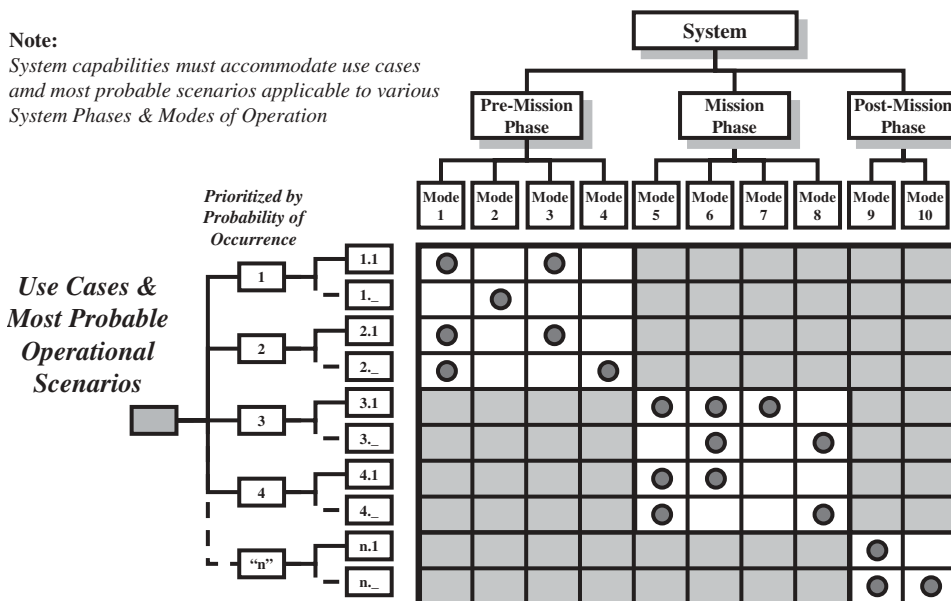 Note:
System capabilities must accommodate use cases
amd most probable scenarios applicable to various
System Phases & Modes of Operation
System
Pre-Mission
Phase
Mission
Phase
Post-Mission
Phase
Mode
1
Mode
2
Mode
3
Mode
4
Mode
5
Mode
6
Mode
7
Mode
8
Mode
9
Mode
10
Prioritized by
Probability of
Occurrence
Use Cases &
Most Probable
Operational
Scenarios
1
1.1
1._
2
2.1
2._
3
3.1
3._
4
4.1
4._
“n”
n.1
n._